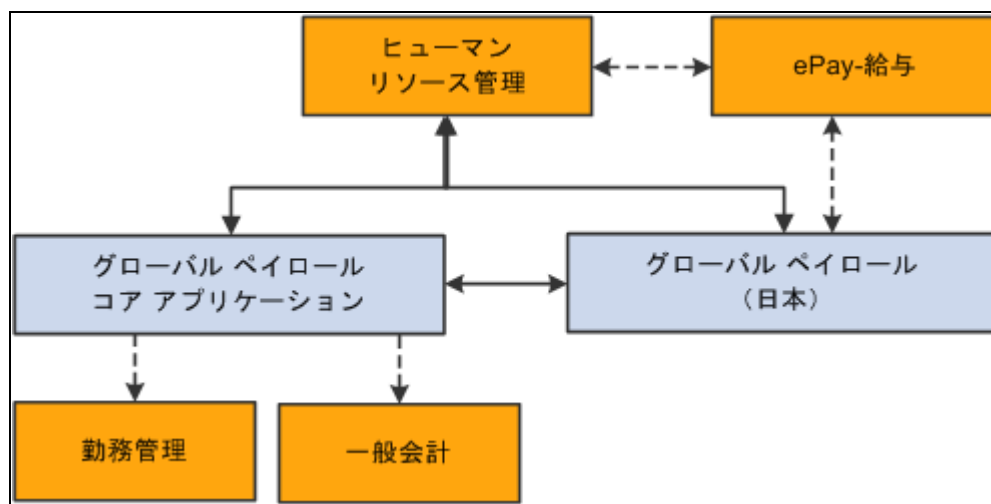 ヒューマン
リソース管理
ePay-給与
グローバル ペイロール
コア アプリケーション
グローバル ペイロール
（日本）
勤務管理
一般会計